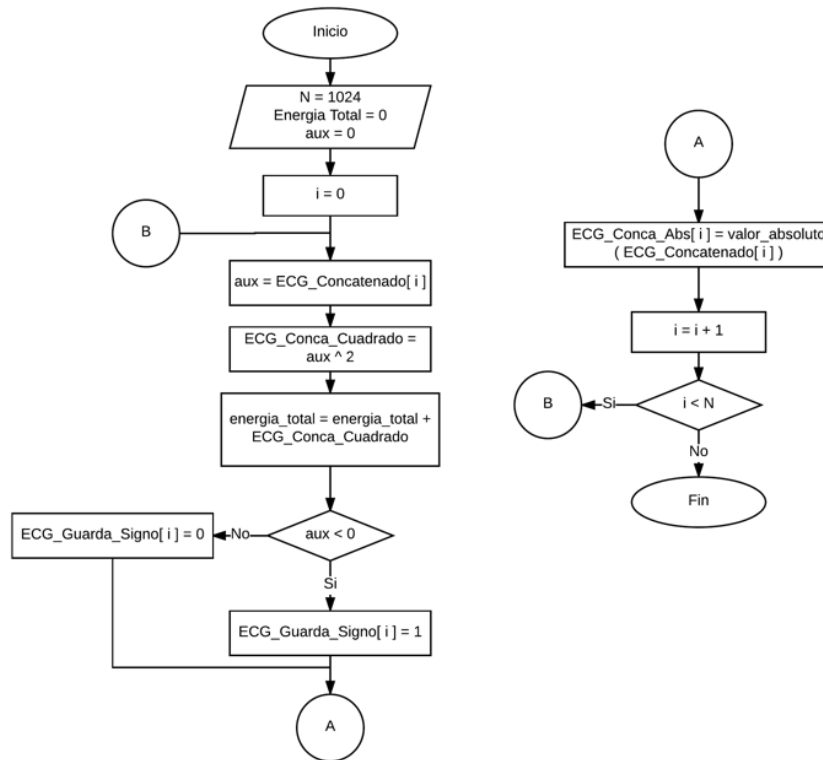 Inicio
N = 1024
Energia Total = 0
aux = 0
i = 0
B
aux = ECG_Concatenado[ i ]
ECG_Conca_Cuadrado =
aux ^ 2
energia_total = energia_total +
ECG_Conca_Cuadrado
aux < 0
No
ECG_Guarda_Signo[ i ] = 0
Si
ECG_Guarda_Signo[ i ] = 1
A
A
ECG_Conca_Abs[ i ] = valor_absoluto
( ECG_Concatenado[ i ] )
i = i + 1
i < N
Si
B
No
Fin